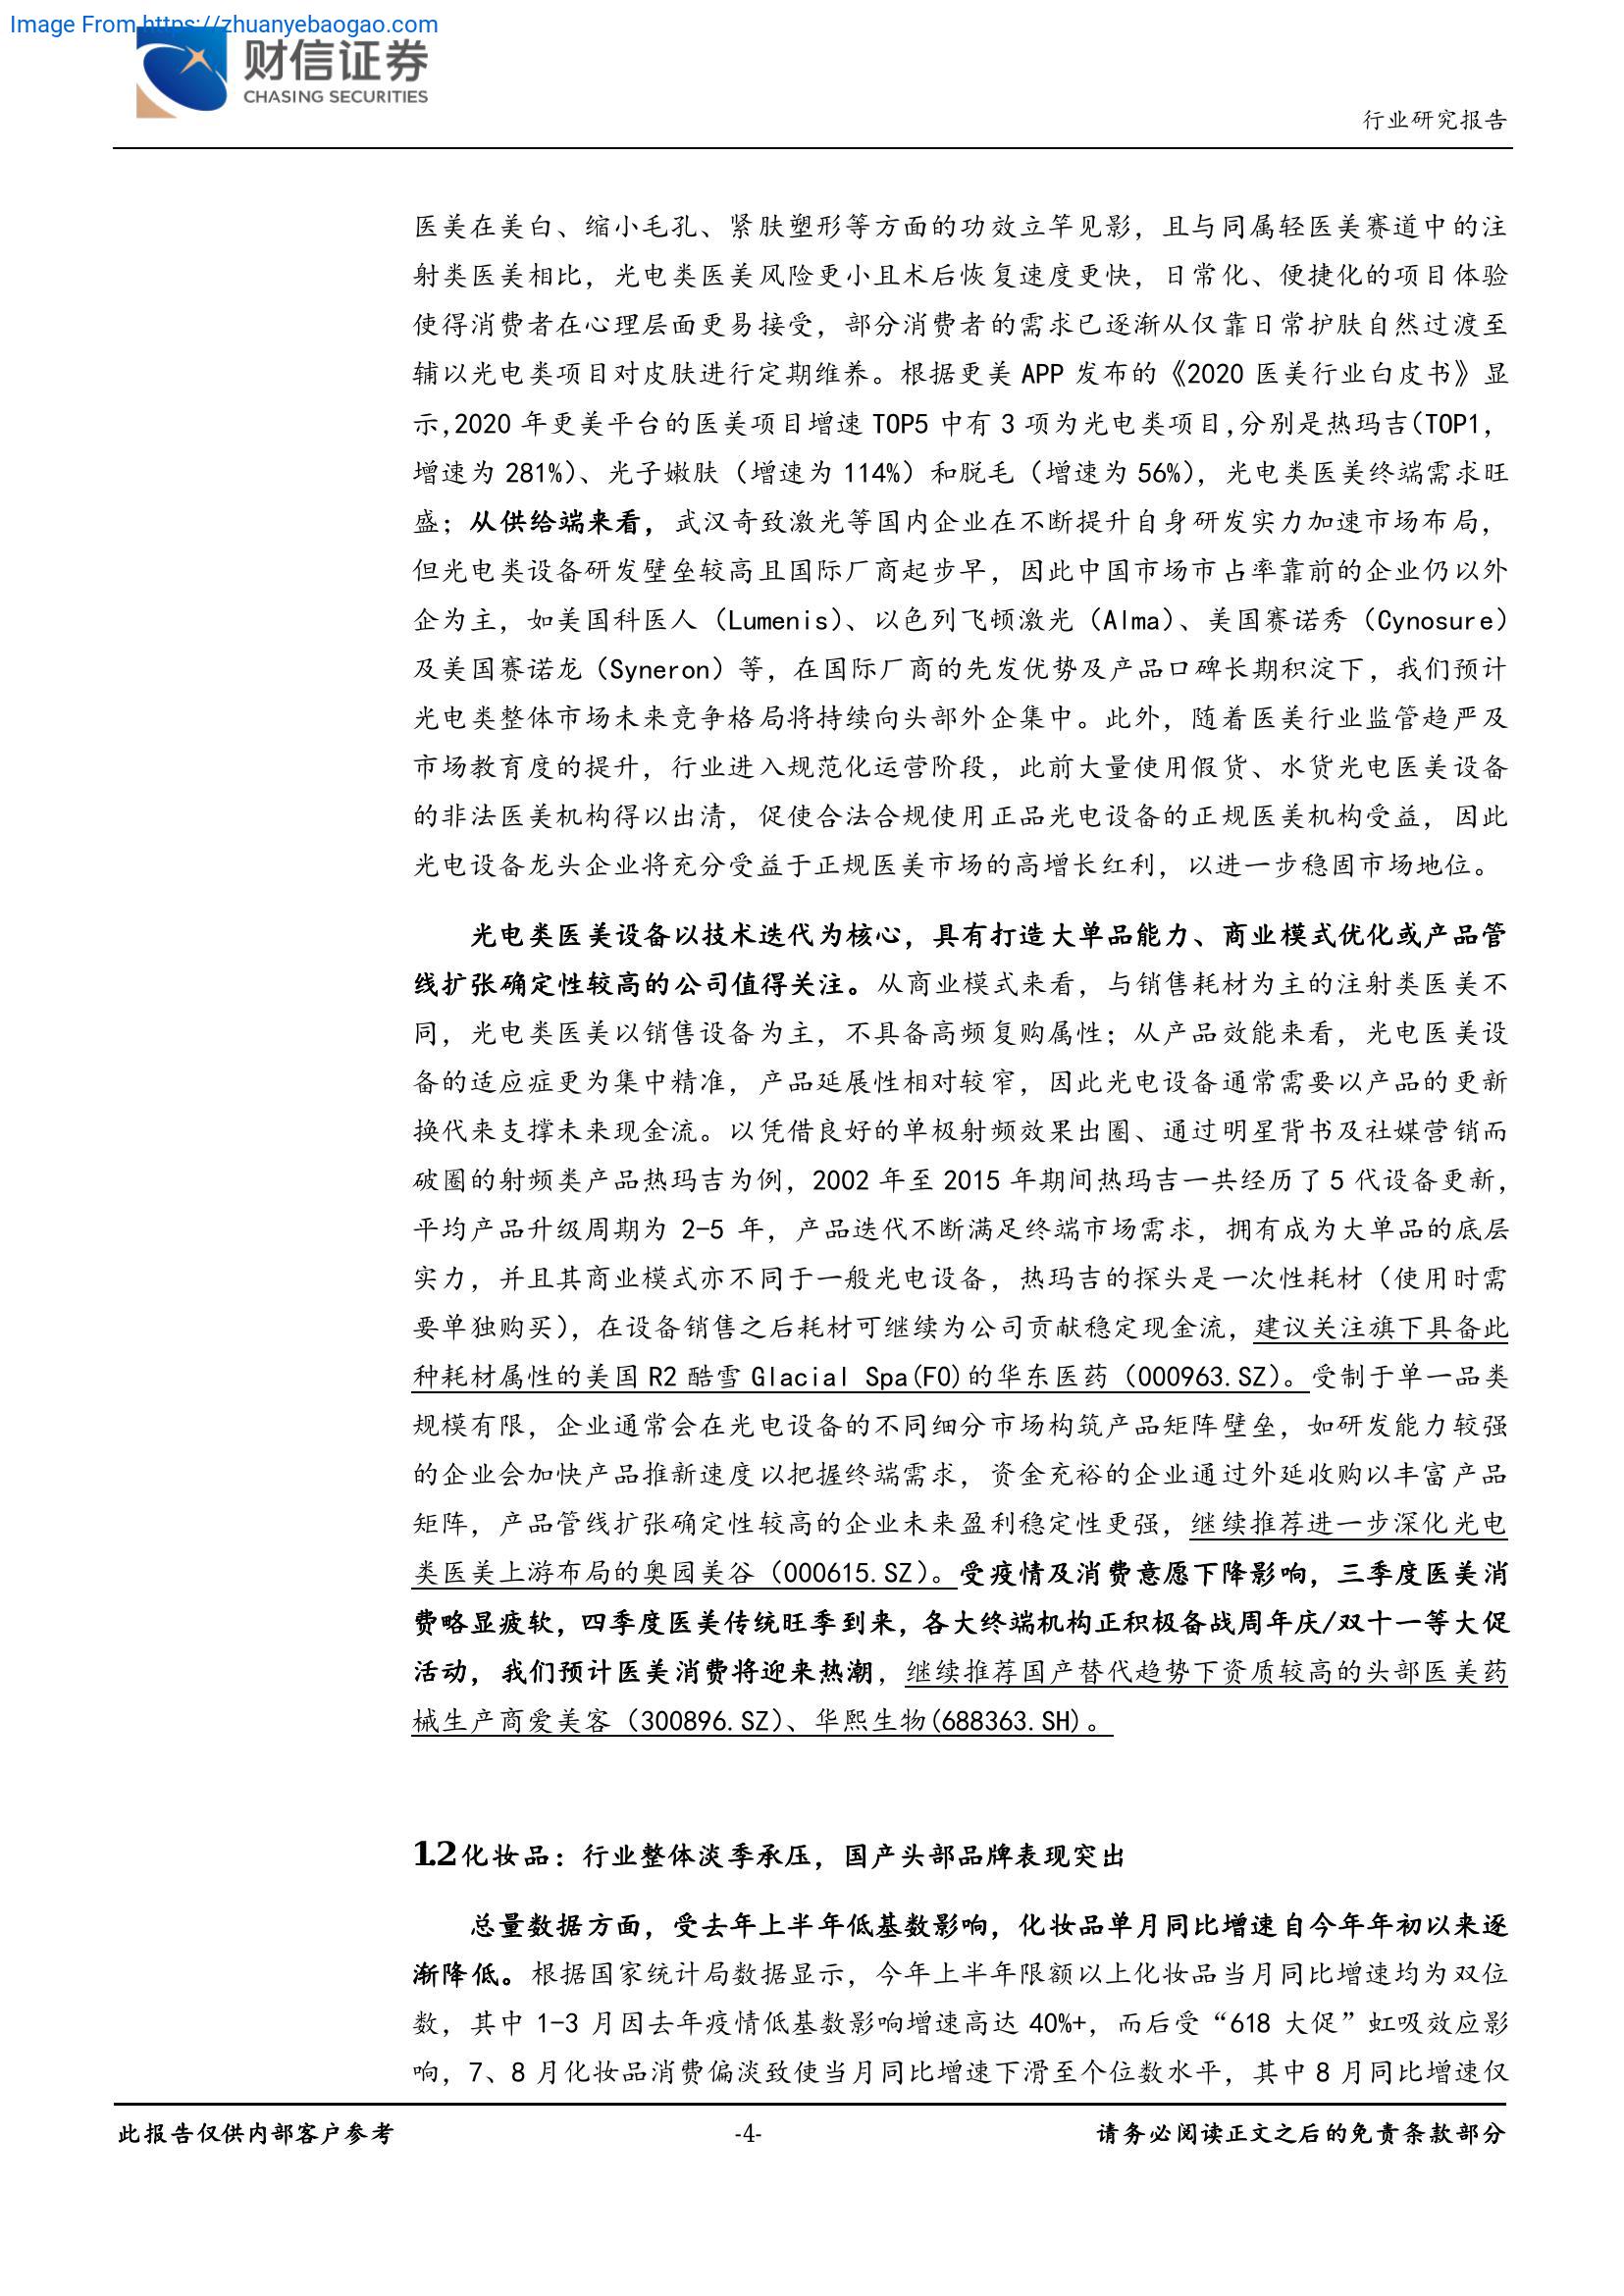 Image From https://zhuanyebaogao.com
财信证券
CHASING SECURITIES
行业研究报告
医美在美白、缩小毛孔、紧肤塑形等方面的功效立竿见影，且与同属轻医美赛道中的注
射类医美相比，光电类医美风险更小且术后恢复速度更快，日常化、便捷化的项目体验
使得消费者在心理层面更易接受，部分消费者的需求已逐渐从仅靠日常护肤自然过渡至
辅以光电类项目对皮肤进行定期维养。根据更美 APP 发布的《2020 医美行业白皮书》显
示,2020 年更美平台的医美项目增速 TOP5 中有 3 项为光电类项目,分别是热玛吉(TOP1,
增速为 281%)、光子嫩肤（增速为 114%）和脱毛（增速为 56%），光电类医美终端需求旺
盛；从供给端来看，武汉奇致激光等国内企业在不断提升自身研发实力加速市场布局，
但光电类设备研发壁垒较高且国际厂商起步早，因此中国市场市占率靠前的企业仍以外
企为主，如美国科医人（Lumenis）、以色列飞顿激光（Alma）、美国赛诺秀（Cynosure）
及美国赛诺龙（Syneron）等，在国际厂商的先发优势及产品口碑长期积淀下，我们预计
光电类整体市场未来竞争格局将持续向头部外企集中。此外，随着医美行业监管趋严及
市场教育度的提升，行业进入规范化运营阶段，此前大量使用假货、水货光电医美设备
的非法医美机构得以出清，促使合法合规使用正品光电设备的正规医美机构受益，因此
光电设备龙头企业将充分受益于正规医美市场的高增长红利，以进一步稳固市场地位。
光电类医美设备以技术迭代为核心，具有打造大单品能力、商业模式优化或产品管
线扩张确定性较高的公司值得关注。从商业模式来看，与销售耗材为主的注射类医美不
同，光电类医美以销售设备为主，不具备高频复购属性；从产品效能来看，光电医美设
备的适应症更为集中精准，产品延展性相对较窄，因此光电设备通常需要以产品的更新
换代来支撑未来现金流。以凭借良好的单极射频效果出圈、通过明星背书及社媒营销而
破圈的射频类产品热玛吉为例，2002 年至 2015 年期间热玛吉一共经历了 5 代设备更新，
平均产品升级周期为 2-5 年，产品迭代不断满足终端市场需求，拥有成为大单品的底层
实力，并且其商业模式亦不同于一般光电设备，热玛吉的探头是一次性耗材（使用时需
要单独购买），在设备销售之后耗材可继续为公司贡献稳定现金流，建议关注旗下具备此
种耗材属性的美国 R2 酷雪 Glacial Spa(F0)的华东医药（000963.SZ）。受制于单一品类
规模有限，企业通常会在光电设备的不同细分市场构筑产品矩阵壁垒，如研发能力较强
的企业会加快产品推新速度以把握终端需求，资金充裕的企业通过外延收购以丰富产品
矩阵，产品管线扩张确定性较高的企业未来盈利稳定性更强，继续推荐进一步深化光电
类医美上游布局的奥园美谷（000615.SZ）。受疫情及消费意愿下降影响，三季度医美消
费略显疲软，四季度医美传统旺季到来，各大终端机构正积极备战周年庆/双十一等大促
活动，我们预计医美消费将迎来热潮，继续推荐国产替代趋势下资质较高的头部医美药
械生产商爱美客（300896.SZ）、华熙生物(688363.SH)。
1.2 化妆品：行业整体淡季承压，国产头部品牌表现突出
总量数据方面，受去年上半年低基数影响，化妆品单月同比增速自今年年初以来逐
渐降低。根据国家统计局数据显示，今年上半年限额以上化妆品当月同比增速均为双位
数，其中 1-3 月因去年疫情低基数影响增速高达 40%+，而后受“618 大促”虹吸效应影
响，7、8 月化妆品消费偏淡致使当月同比增速下滑至个位数水平，其中 8 月同比增速仅
此报告仅供内部客户参考
-4-
请务必阅读正文之后的免责条款部分